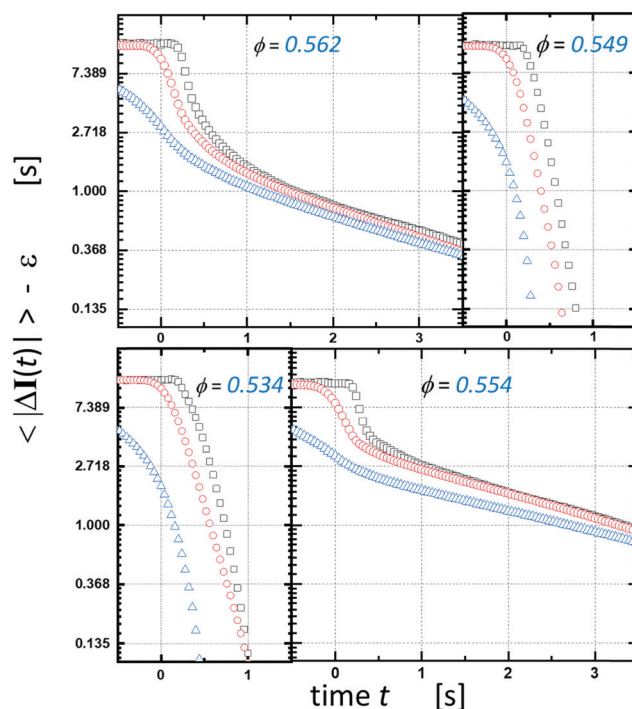 ϕ = 0.562
ϕ = 0.549
7.389
2.718
1.000
0.368
0.135
0 1 2 3
0 1
ϕ = 0.534
ϕ = 0.554
7.389
2.718
1.000
0.368
0.135
0 1
0 1 2 3
< |ΔI(t)| > - ε [s]
time t [s]